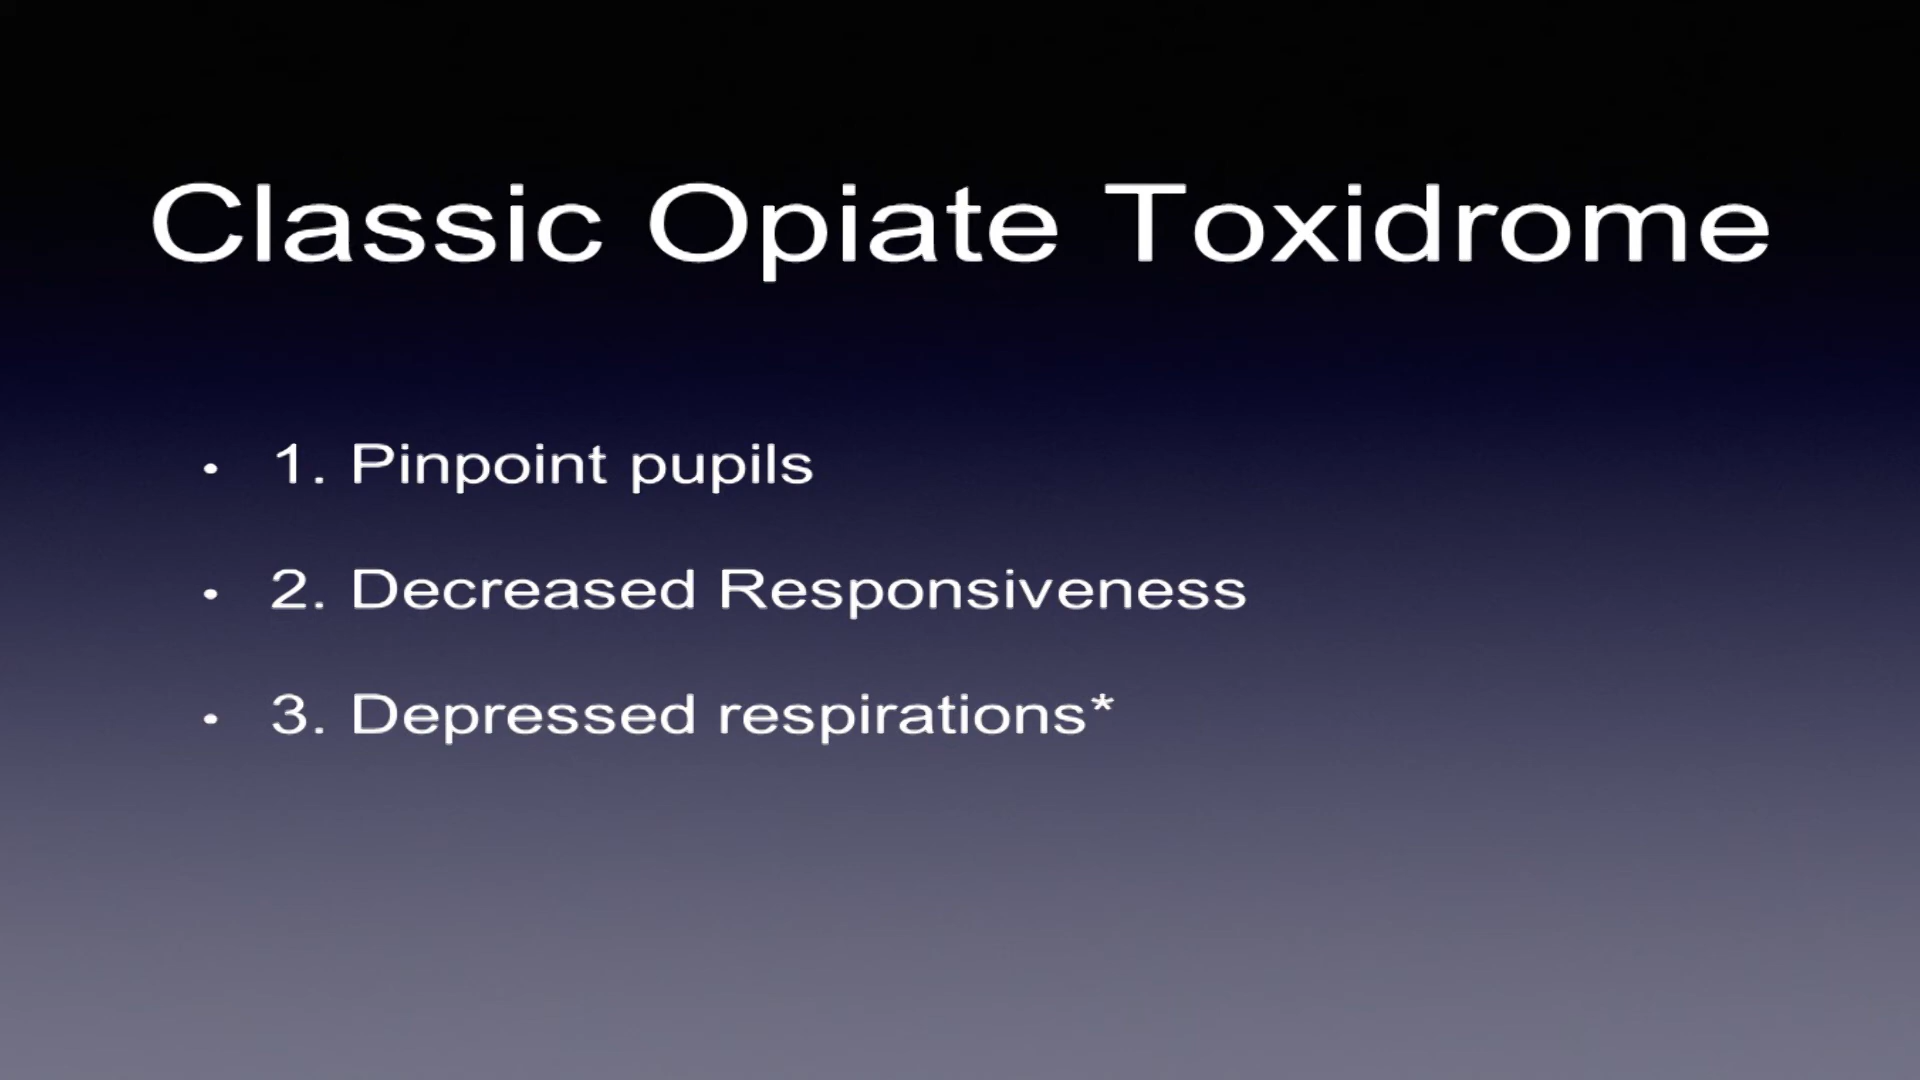 Classic Opiate Toxidrome
• 1. Pinpoint pupils
• 2. Decreased Responsiveness
• 3. Depressed respirations*